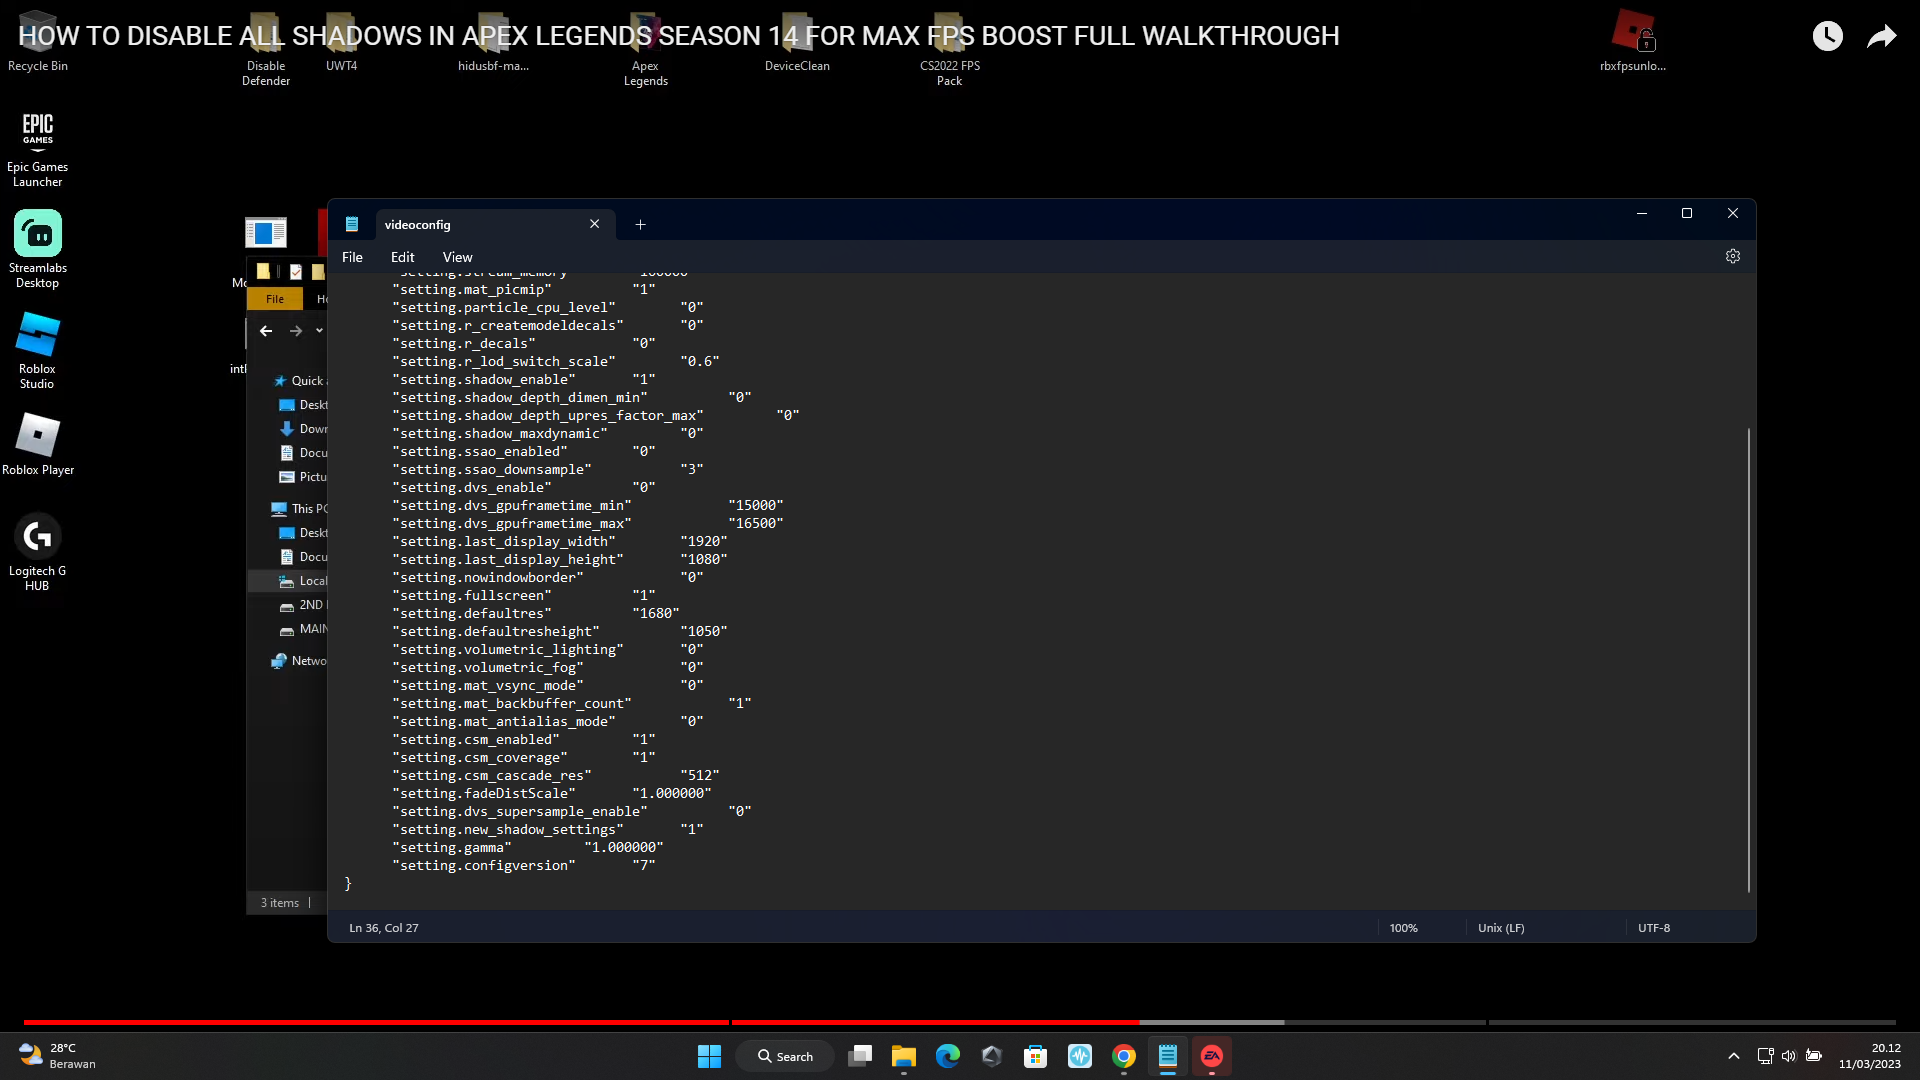 HOW TO DISABLE ALL SHADOWS IN APEX LEGENDS SEASON 14 FOR MAX FPS BOOST FULL WALKTHROUGH
Recycle Bin
Disable
Defender
UWT4
hidusbf-ma...
Apex
Legends
DeviceClean
CS2022 FPS
Pack
rbxfpsunlo...
EPIC
GAMES
Epic Games
Launcher
Streamlabs
Desktop
Roblox
Studio
Roblox Player
Logitech G
HUB
File
Quick
Deskt
Down
Docu
Pictu
This PC
Deskt
Docu
Local
2ND
MAIN
Netwo
3 items
videoconfig
File Edit View
"setting.stream_memory "160000"
"setting.mat_picmip" "1"
"setting.particle_cpu_level" "0"
"setting.r_createmodeldecals" "0"
"setting.r_decals" "0"
"setting.r_lod_switch_scale" "0.6"
"setting.shadow_enable" "1"
"setting.shadow_depth_dimen_min" "0"
"setting.shadow_depth_upres_factor_max" "0"
"setting.shadow_maxdynamic" "0"
"setting.ssao_enabled" "0"
"setting.ssao_downsample" "3"
"setting.dvs_enable" "0"
"setting.dvs_gpuframetime_min" "15000"
"setting.dvs_gpuframetime_max" "16500"
"setting.last_display_width" "1920"
"setting.last_display_height" "1080"
"setting.nowindowborder" "0"
"setting.fullscreen" "1"
"setting.defaultres" "1680"
"setting.defaultresheight" "1050"
"setting.volumetric_lighting" "0"
"setting.volumetric_fog" "0"
"setting.mat_vsync_mode" "0"
"setting.mat_backbuffer_count" "1"
"setting.mat_antialias_mode" "0"
"setting.csm_enabled" "1"
"setting.csm_coverage" "1"
"setting.csm_cascade_res" "512"
"setting.fadeDistScale" "1.000000"
"setting.dvs_supersample_enable" "0"
"setting.new_shadow_settings" "1"
"setting.gamma" "1.000000"
"setting.configversion" "7"
}
Ln 36, Col 27
100%
Unix (LF)
UTF-8
28°C
Berawan
Search
EA
20.12
11/03/2023